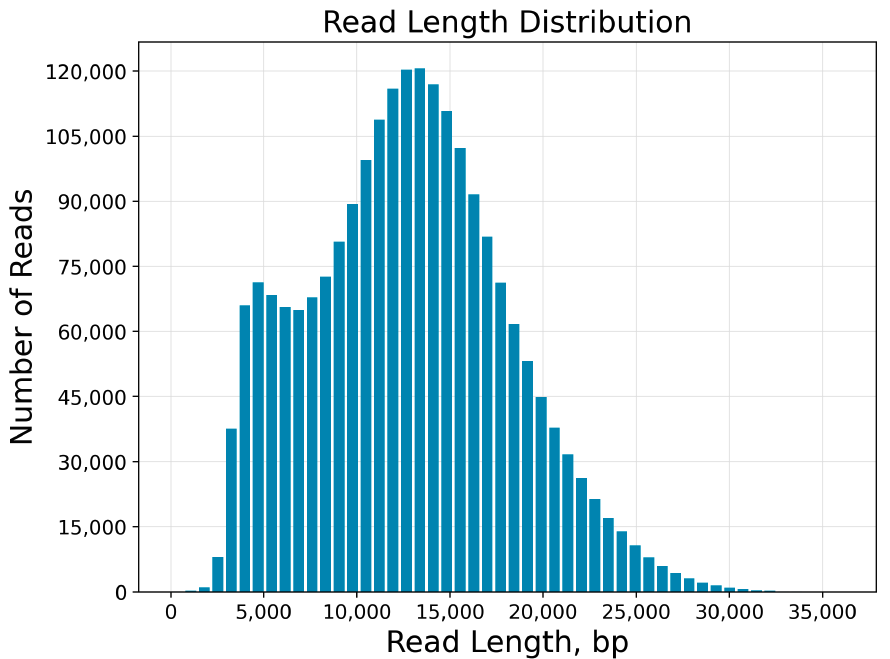 Read Length Distribution
Number of Reads
120,000
105,000
90,000
75,000
60,000
45,000
30,000
15,000
0
0 5,000 10,000 15,000 20,000 25,000 30,000 35,000
Read Length, bp